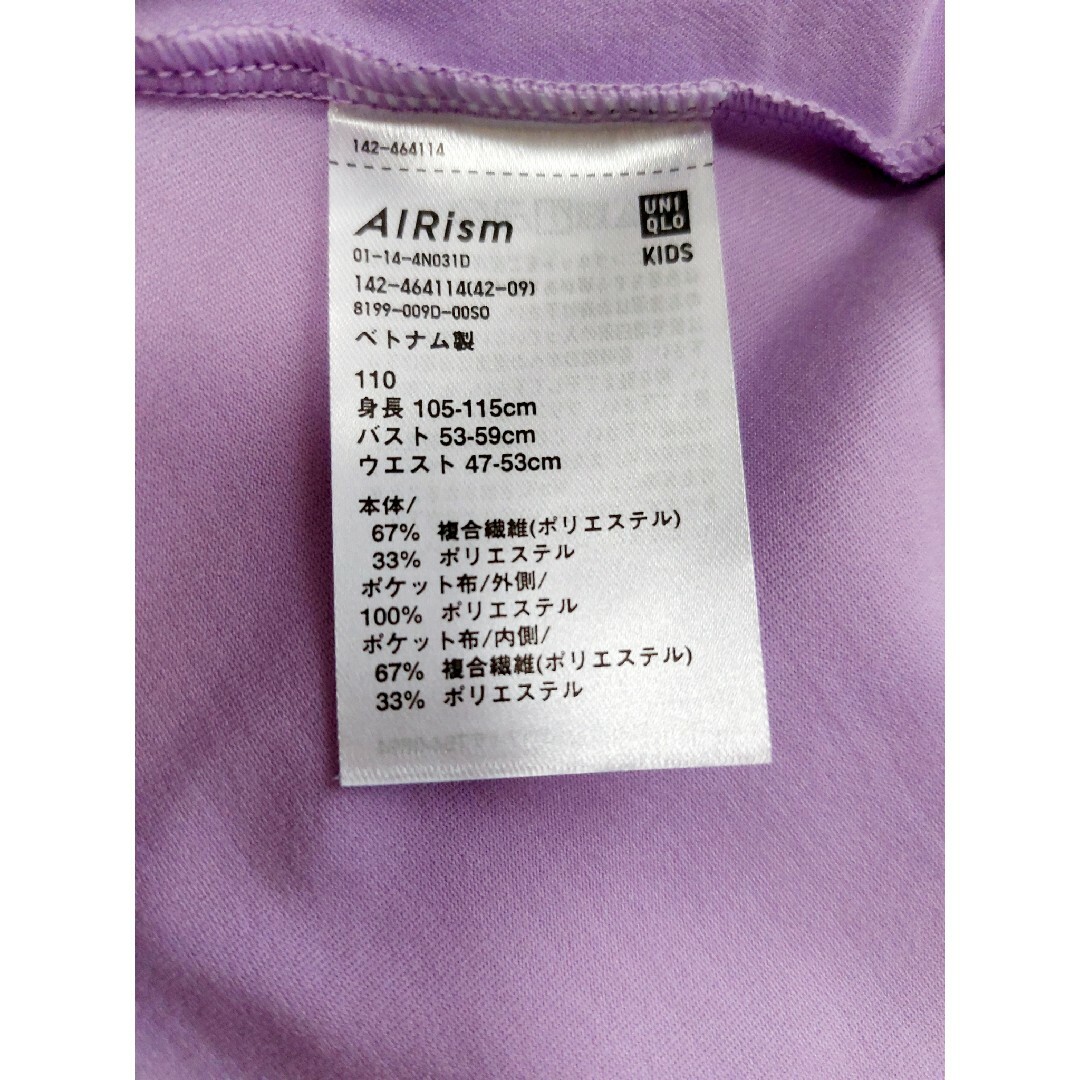 142-464114
AIRism
UNI
QLO
KIDS
01-14-4N031D
142-464114(42-09)
8199-009D-00SO
ベトナム製
110
身長 105-115cm
バスト 53-59cm
ウエスト 47-53cm
本体/
67% 複合繊維(ポリエステル)
33% ポリエステル
ポケット布/外側/
100% ポリエステル
ポケット布/内側/
67% 複合繊維(ポリエステル)
33% ポリエステル